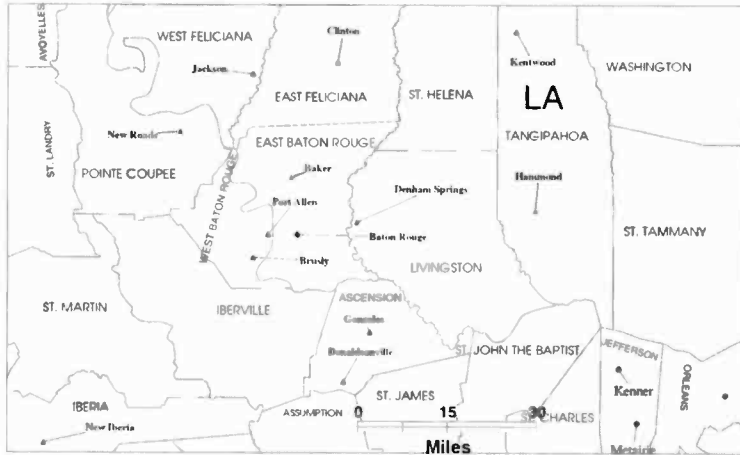 AVOYELLES
WEST FELICIANA
Clinton
Kentwood
WASHINGTON
Jackson
EAST FELICIANA
ST. HELENA
LA
ST. LANDRY
New Roads
EAST BATON ROUGE
TANGIPAHOA
POINTE COUPEE
WEST BATON ROUGE
Baker
Denham Springs
Hammond
Port Allen
Baton Rouge
ST. TAMMANY
Brusly
LIVINGSTON
ST. MARTIN
IBERVILLE
ASCENSION
Gonzales
Donaldsonville
ST. JOHN THE BAPTIST
JEFFERSON
ORLEANS
Kenner
IBERIA
ST. JAMES
ASSUMPTION
New Iberia
0 15 30
ST. CHARLES
Miles
Metairie